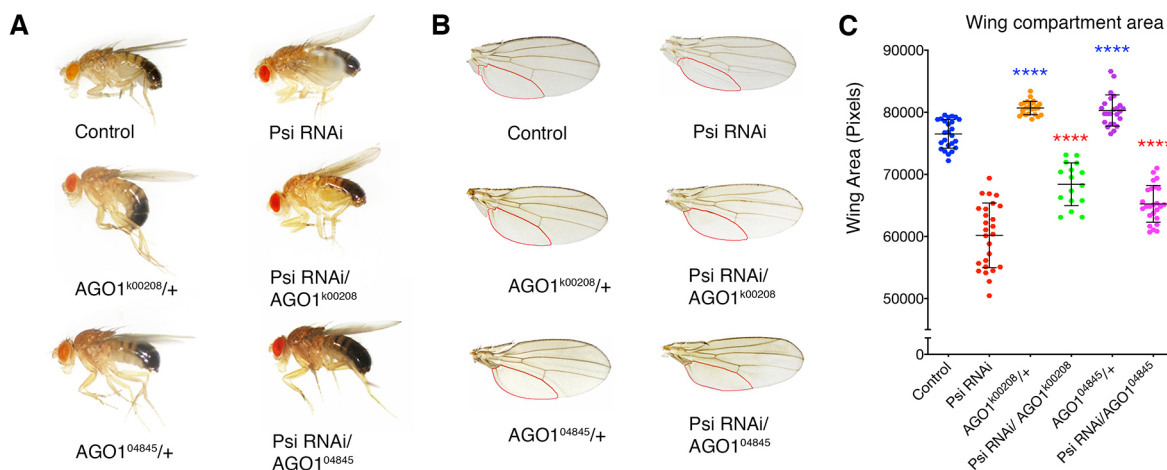 A
Control
Psi RNAi
AGO1k00208/+
Psi RNAi/
AGO1k00208
AGO104845/+
Psi RNAi/
AGO104845
B
Control
Psi RNAi
AGO1k00208/+
Psi RNAi/
AGO1k00208
AGO104845/+
Psi RNAi/
AGO104845
C
Wing compartment area
Wing Area (Pixels)
90000
80000
70000
60000
50000
0
****
****
****
****
Control
Psi RNAi
AGO1k00208/+
Psi RNAi/ AGO1k00208
AGO104845/+
Psi RNAi/AGO104845